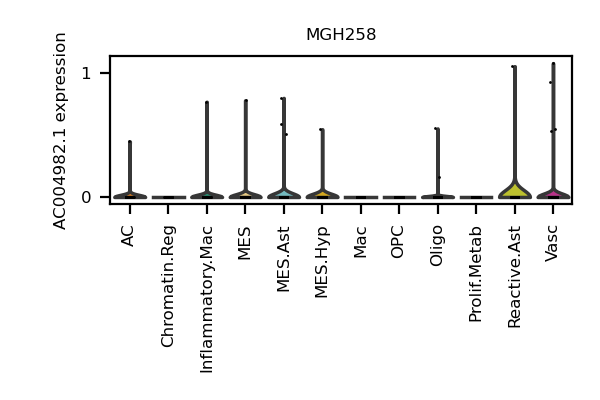 MGH258
AC004982.1 expression
1
0
AC
Chromatin.Reg
Inflammatory.Mac
MES
MES.Ast
MES.Hyp
Mac
OPC
Oligo
Prolif.Metab
Reactive.Ast
Vasc